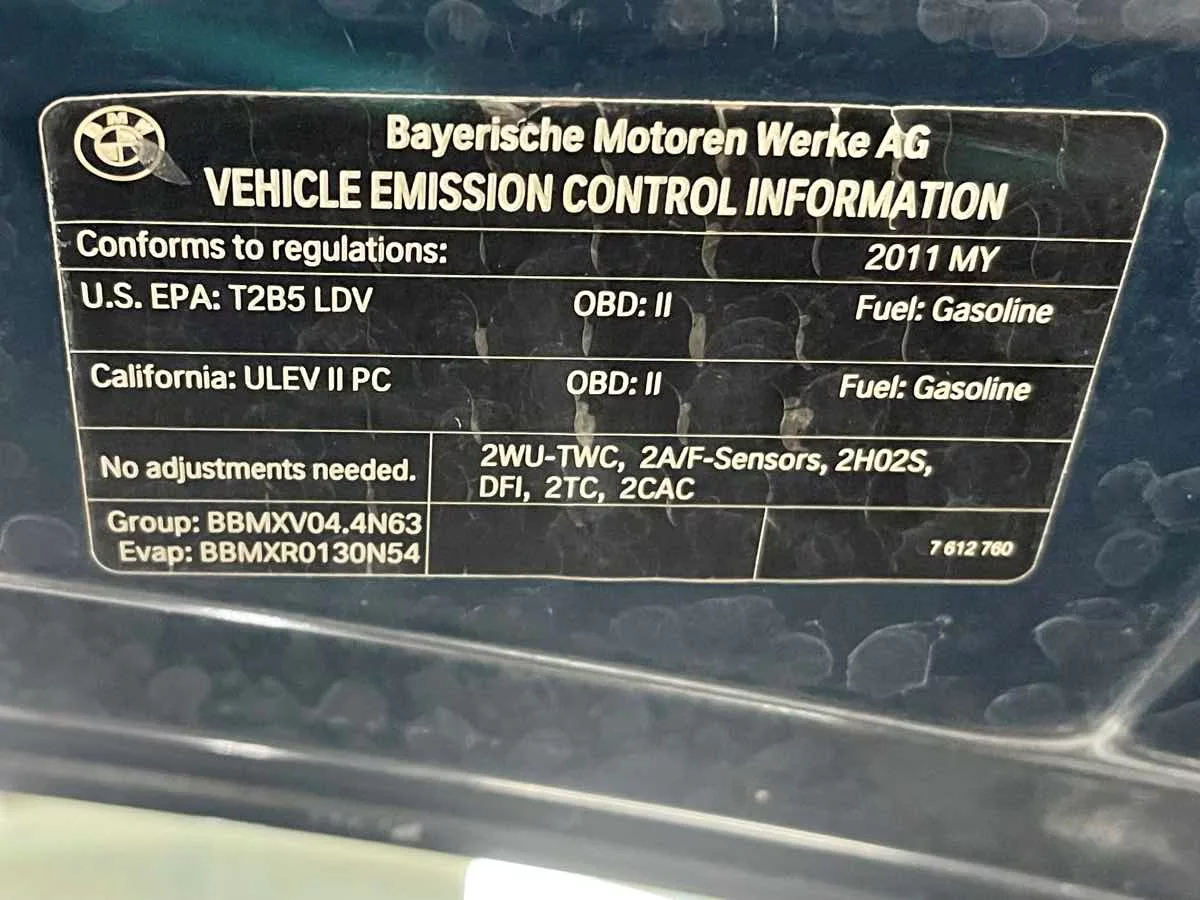 BMW
Bayerische Motoren Werke AG
VEHICLE EMISSION CONTROL INFORMATION
Conforms to regulations: 2011 MY
U.S. EPA: T2B5 LDV OBD: II Fuel: Gasoline
California: ULEV II PC OBD: II Fuel: Gasoline
No adjustments needed. 2WU-TWC, 2A/F-Sensors, 2HO2S,
DFI, 2TC, 2CAC
Group: BBMXV04.4N63
Evap: BBMXR0130N54 7 612 760